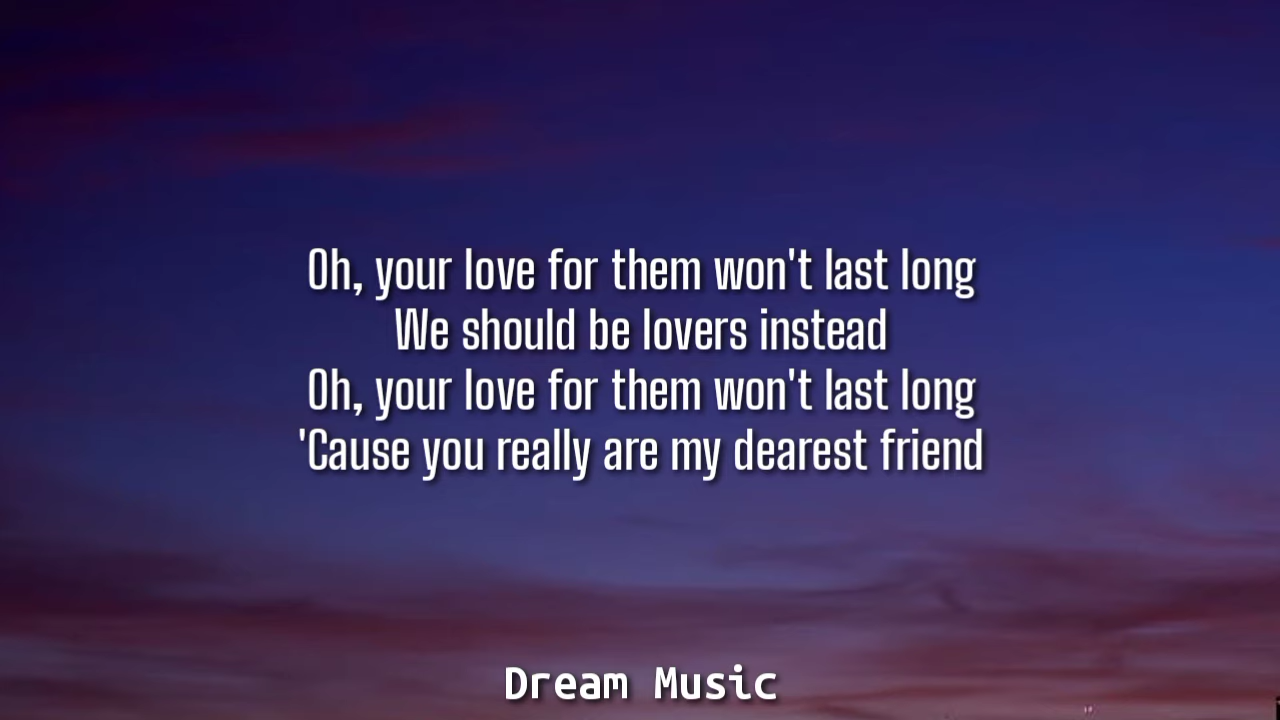 Oh, your love for them won't last long
We should be lovers instead
Oh, your love for them won't last long
'Cause you really are my dearest friend
Dream Music